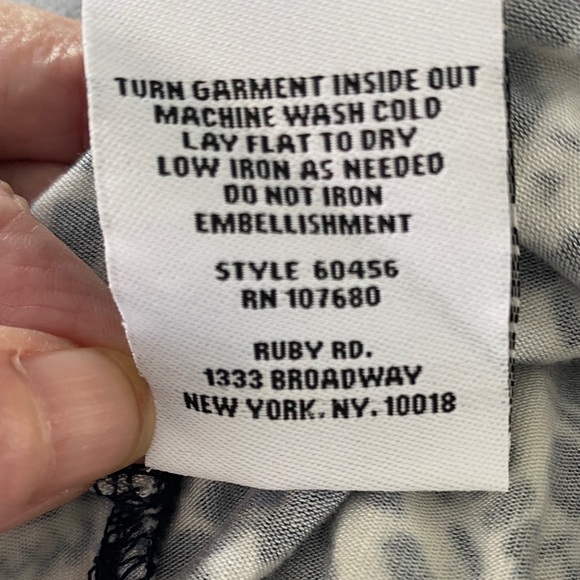 TURN GARMENT INSIDE OUT
MACHINE WASH COLD
LAY FLAT TO DRY
LOW IRON AS NEEDED
DO NOT IRON
EMBELLISHMENT
STYLE 60456
RN 107680
RUBY RD.
1333 BROADWAY
NEW YORK, NY. 10018